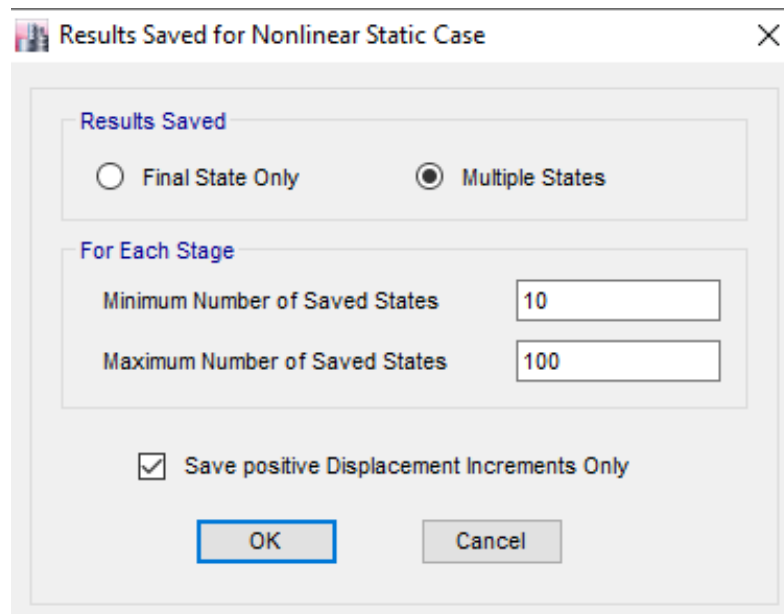 Results Saved for Nonlinear Static Case
Results Saved
Final State Only Multiple States
For Each Stage
Minimum Number of Saved States 10
Maximum Number of Saved States 100
Save positive Displacement Increments Only
OK Cancel